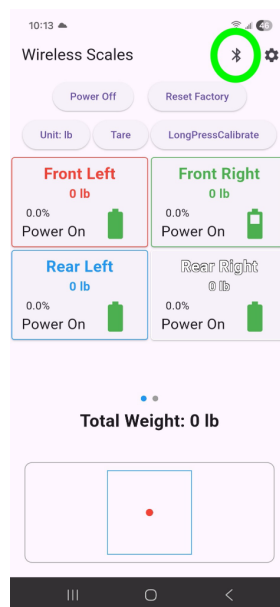 10:13 46
Wireless Scales
Power Off Reset Factory
Unit: lb Tare LongPressCalibrate
Front Left Front Right
0 lb 0 lb
0.0% 0.0%
Power On Power On
Rear Left Rear Right
0 lb 0 lb
0.0% 0.0%
Power On Power On
Total Weight: 0 lb